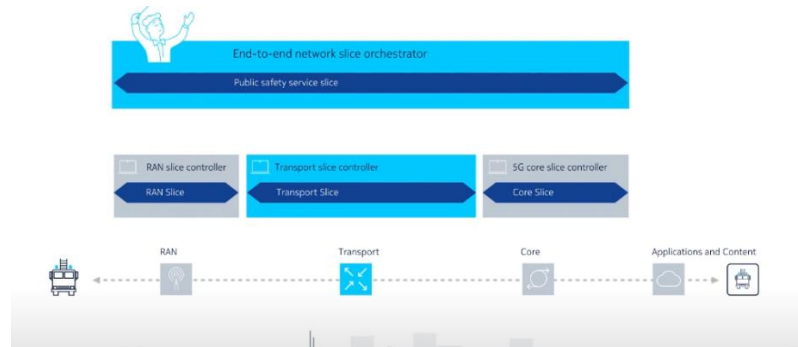 End-to-end network slice orchestrator
Public safety service slice
RAN slice controller
Transport slice controller
5G core slice controller
RAN Slice
Transport Slice
Core Slice
RAN
Transport
Core
Applications and Content